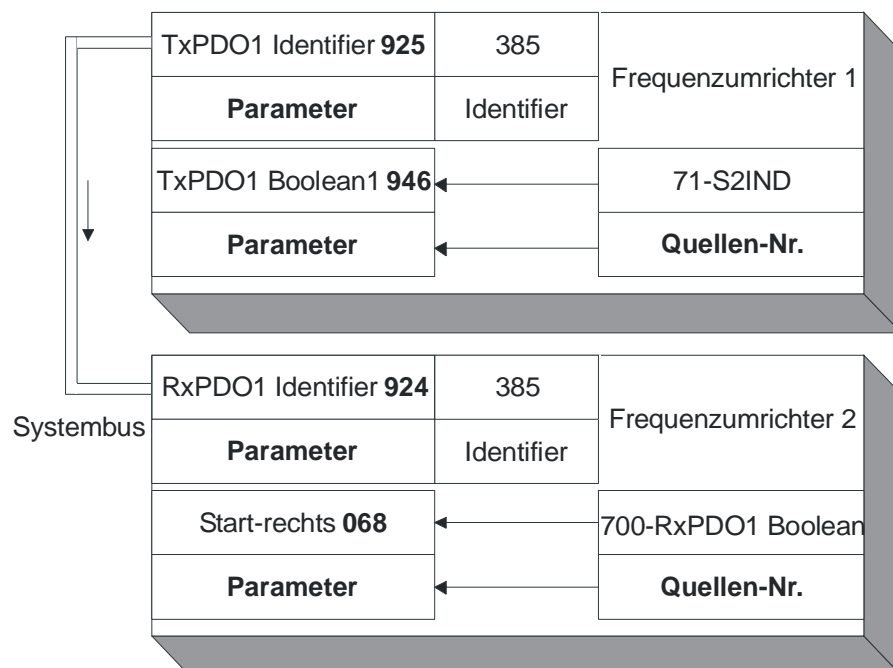 TxPDO1 Identifier 925 385
Frequenzumrichter 1
Parameter Identifier
TxPDO1 Boolean1 946 71-S2IND
Parameter Quellen-Nr.
RxPDO1 Identifier 924 385
Frequenzumrichter 2
Systembus
Parameter Identifier
Start-rechts 068 700-RxPDO1 Boolean
Parameter Quellen-Nr.